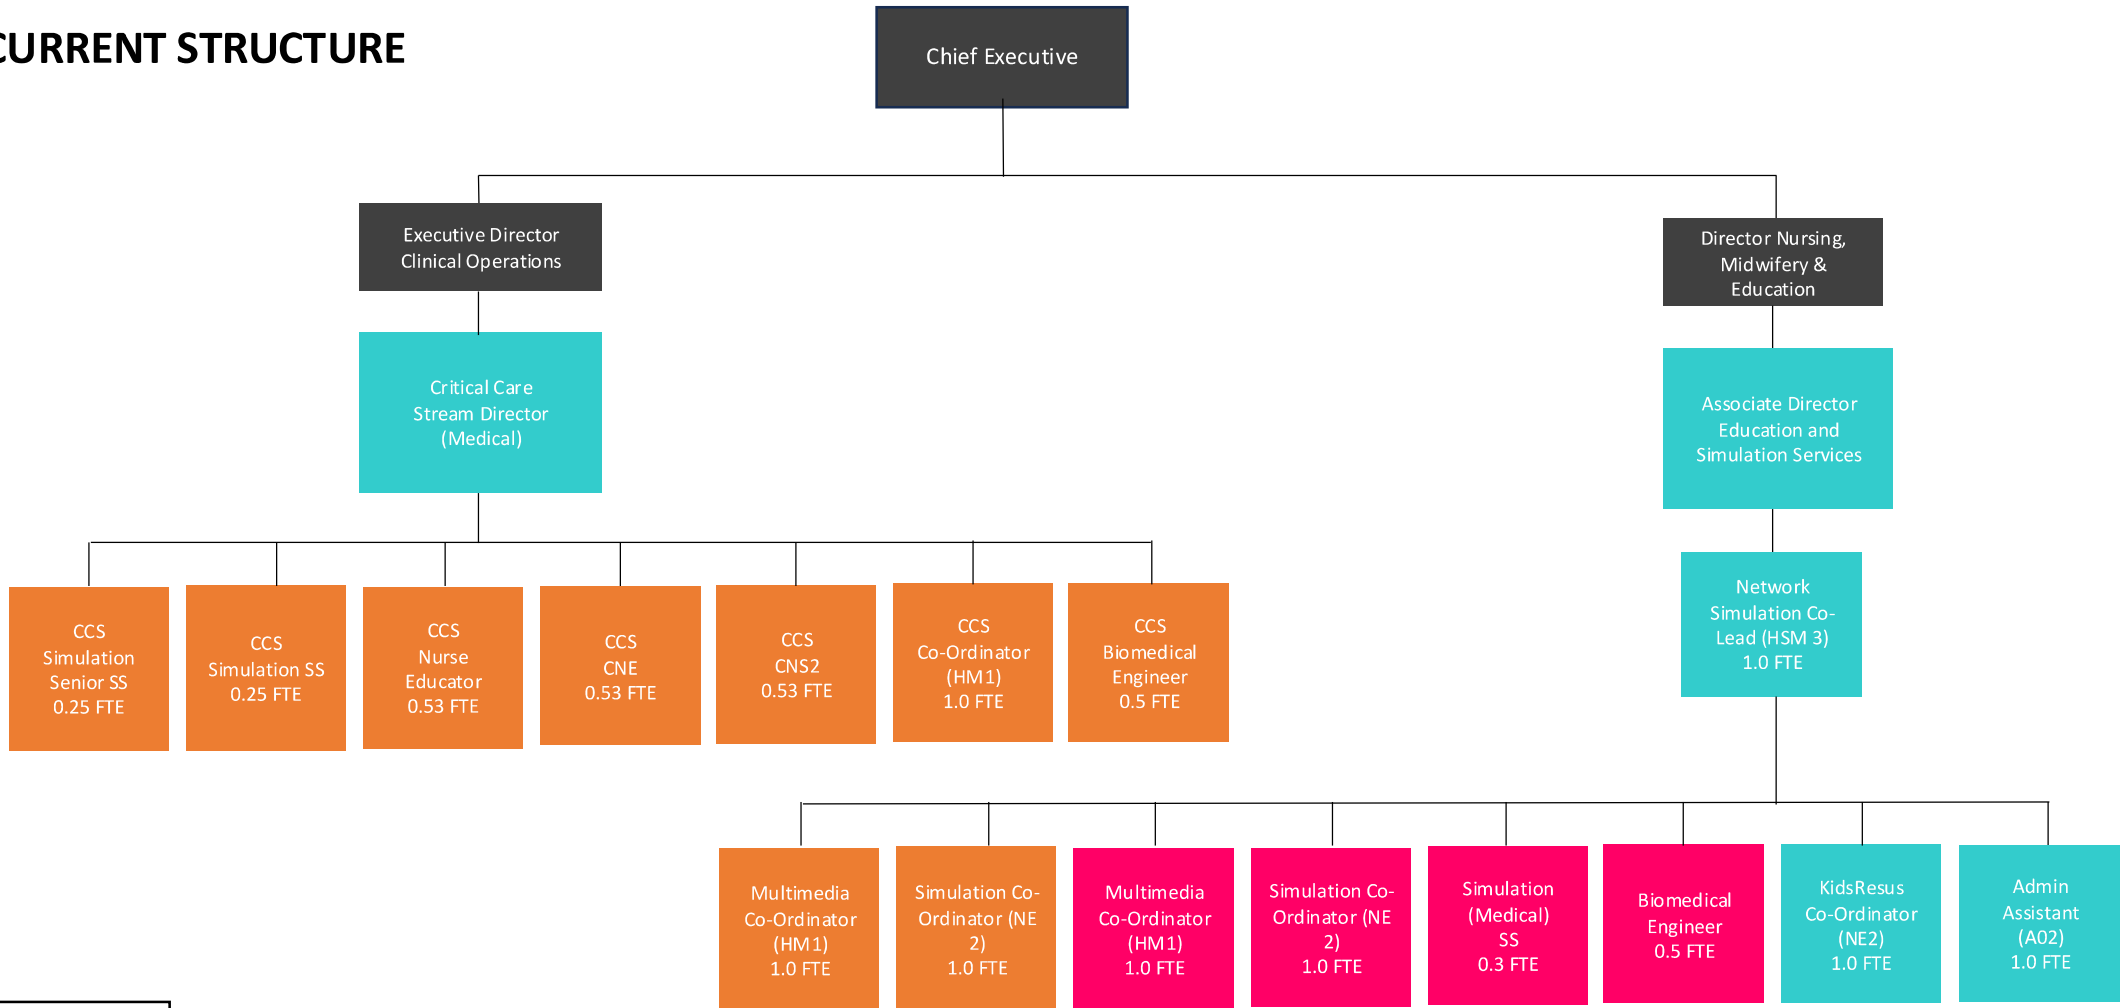 CURRENT STRUCTURE
Chief Executive
Executive Director
Clinical Operations
Director Nursing,
Midwifery &
Education
Critical Care
Stream Director
(Medical)
Associate Director
Education and
Simulation Services
Network
Simulation Co-
Lead (HSM 3)
1.0 FTE
CCS
Simulation
Senior SS
0.25 FTE
CCS
Simulation SS
0.25 FTE
CCS
Nurse
Educator
0.53 FTE
CCS
CNE
0.53 FTE
CCS
CNS2
0.53 FTE
CCS
Co-Ordinator
(HM1)
1.0 FTE
CCS
Biomedical
Engineer
0.5 FTE
Multimedia
Co-Ordinator
(HM1)
1.0 FTE
Simulation Co-
Ordinator (NE
2)
1.0 FTE
Multimedia
Co-Ordinator
(HM1)
1.0 FTE
Simulation Co-
Ordinator (NE
2)
1.0 FTE
Simulation
(Medical)
SS
0.3 FTE
Biomedical
Engineer
0.5 FTE
KidsResus
Co-Ordinator
(NE2)
1.0 FTE
Admin
Assistant
(A02)
1.0 FTE